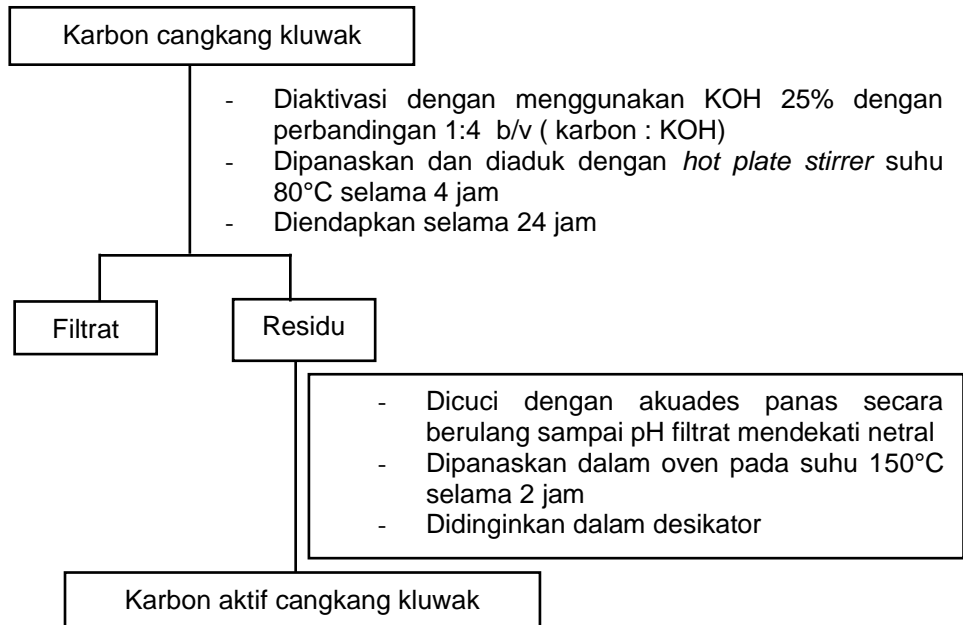 Karbon cangkang kluwak
- Diaktivasi dengan menggunakan KOH 25% dengan
perbandingan 1:4 b/v ( karbon : KOH)
- Dipanaskan dan diaduk dengan hot plate stirrer suhu
80°C selama 4 jam
- Diendapkan selama 24 jam
Filtrat
Residu
- Dicuci dengan akuades panas secara
berulang sampai pH filtrat mendekati netral
- Dipanaskan dalam oven pada suhu 150°C
selama 2 jam
- Didinginkan dalam desikator
Karbon aktif cangkang kluwak